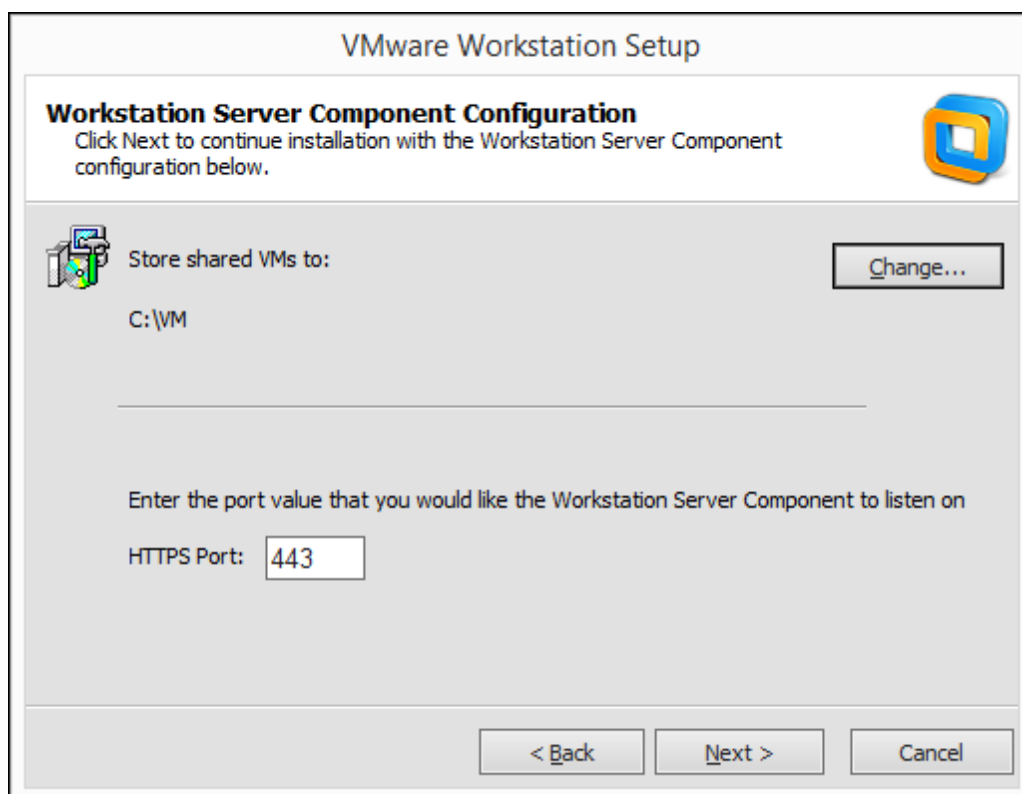 VMware Workstation Setup
Workstation Server Component Configuration
Click Next to continue installation with the Workstation Server Component
configuration below.
Store shared VMs to:
Change...
C:\VM
Enter the port value that you would like the Workstation Server Component to listen on
HTTPS Port: 443
< Back
Next >
Cancel